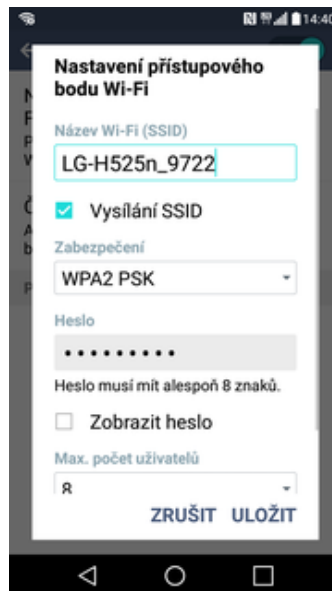 14:40
Nastavení přístupového
bodu Wi-Fi
Název Wi-Fi (SSID)
LG-H525n_9722
Vysílání SSID
Zabezpečení
WPA2 PSK
Heslo
•••••••••
Heslo musí mít alespoň 8 znaků.
Zobrazit heslo
Max. počet uživatelů
8
ZRUŠIT ULOŽIT